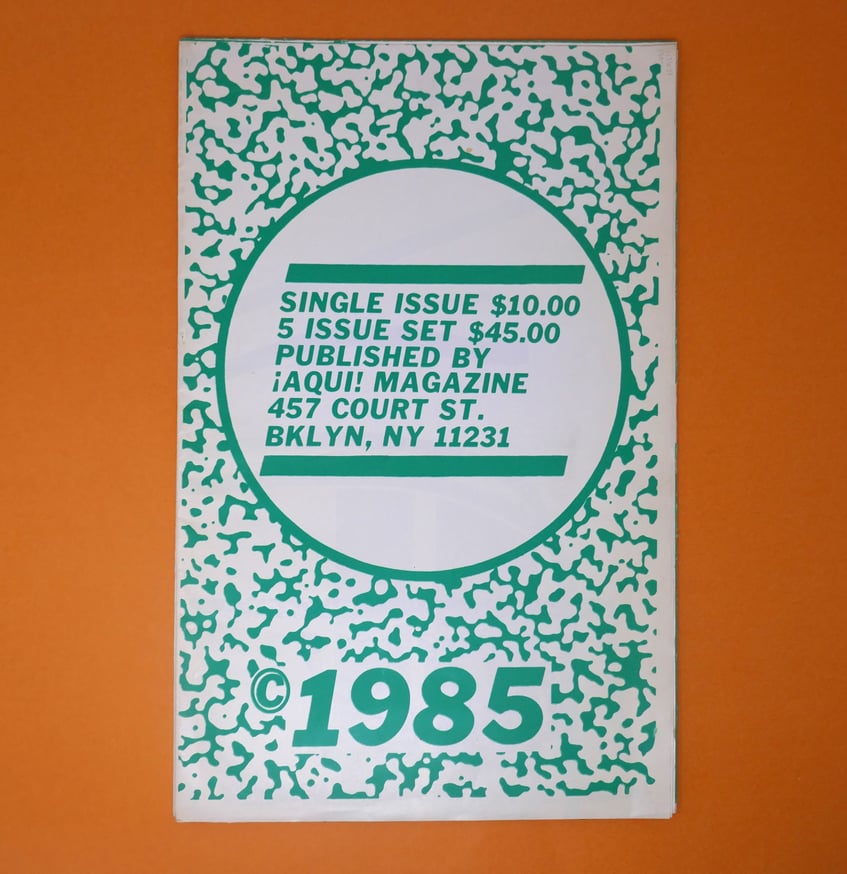 SINGLE ISSUE $10.00
5 ISSUE SET $45.00
PUBLISHED BY
¡AQUI! MAGAZINE
457 COURT ST.
BKLYN, NY 11231
© 1985